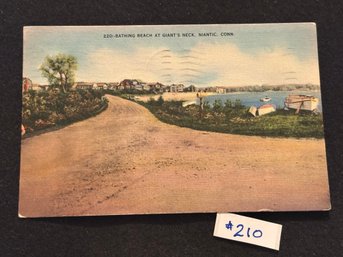 220:-BATHING BEACH AT GIANT'S NECK, NIANTIC, CONN.
#210